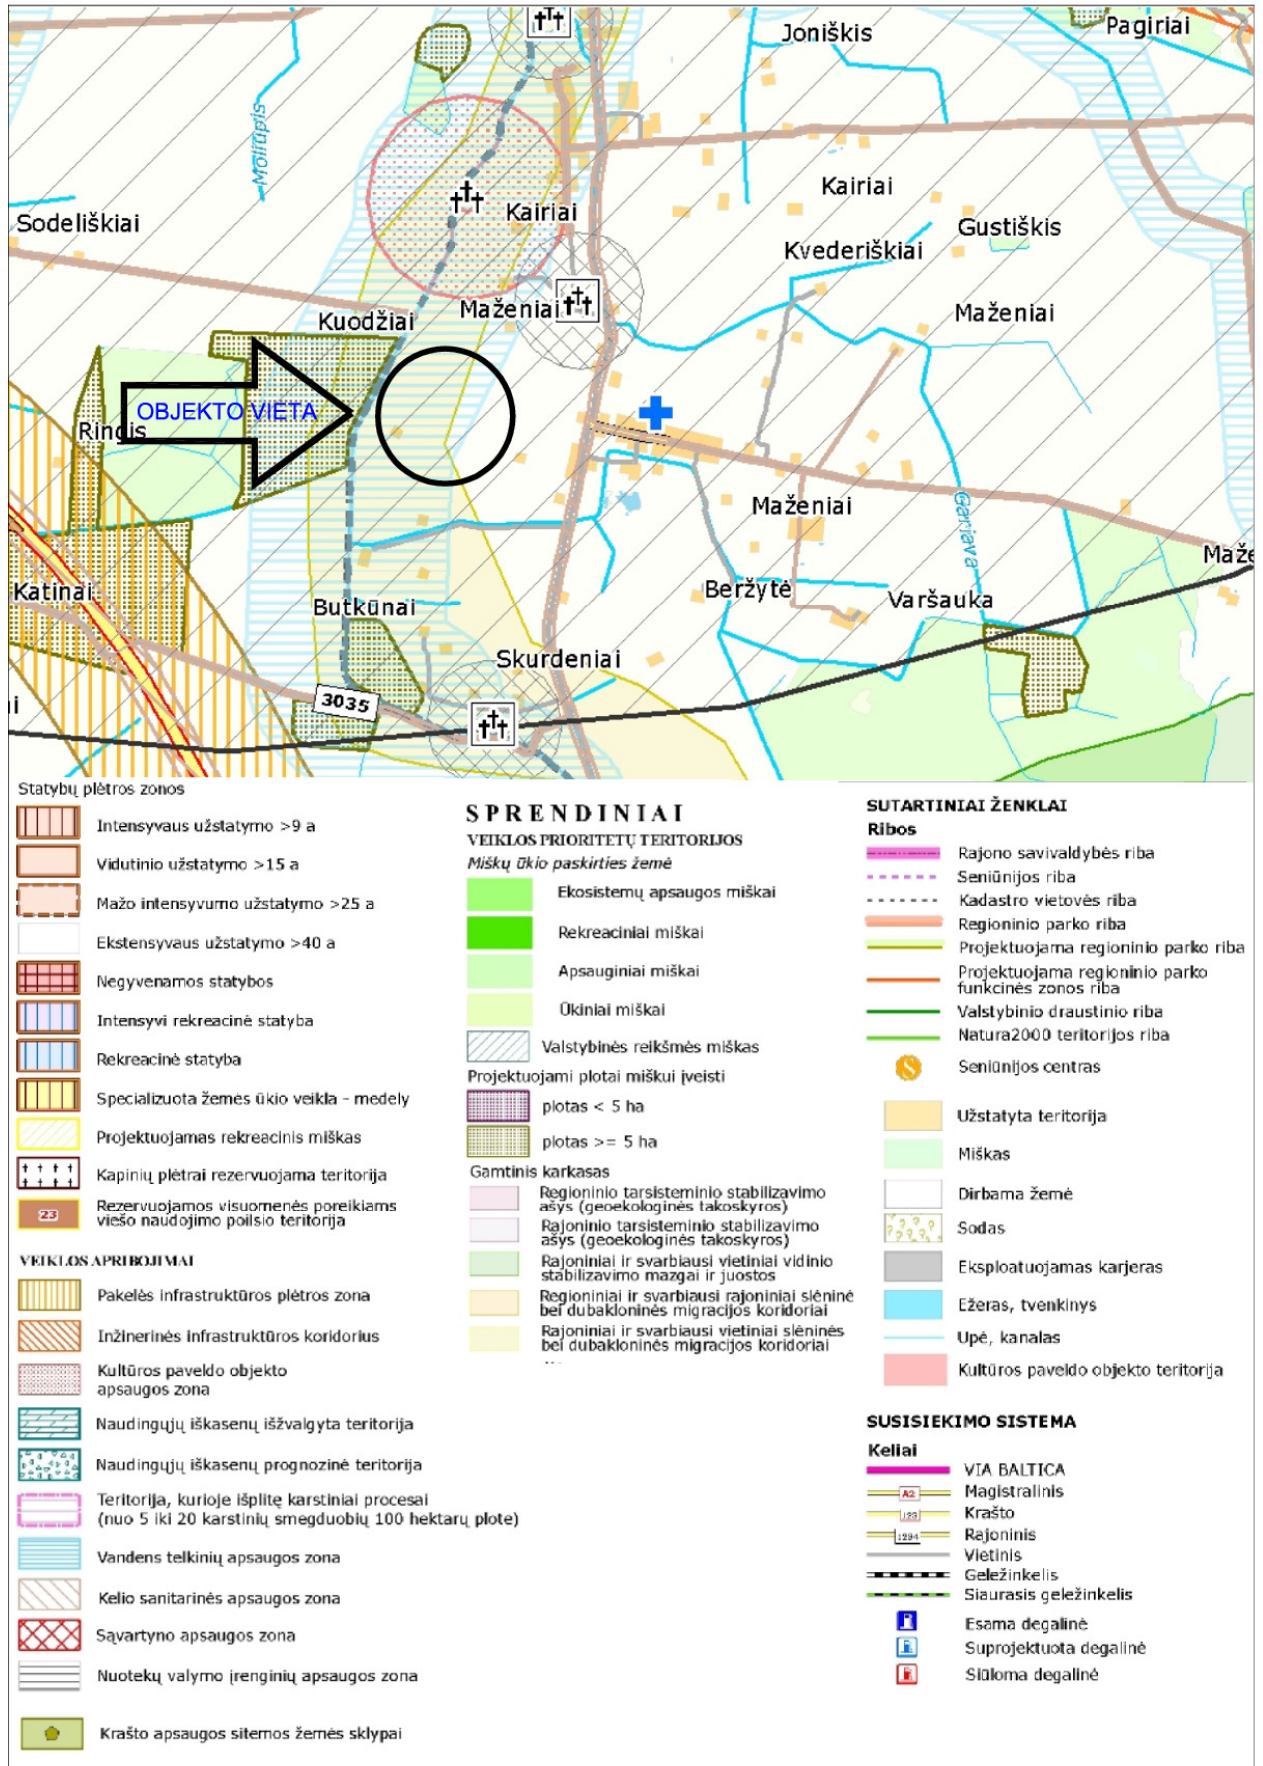 Joniškis
Pagiriai
Molrūpis
Kairiai
Sodeliškiai
Kairiai
Gustiškis
Kvederiškiai
Maženiai
Maženiai
Kuodžiai
OBJEKTO VIETA
Ringis
Maženiai
Gariava
Maže
Katinai
Butkūnai
Beržytė
Varšauka
Skurdeniai
3035
ai
Statybų plėtros zonos
Intensyvaus užstatymo >9 a
Vidutinio užstatymo >15 a
Mažo intensyvumo užstatymo >25 a
Ekstensyvaus užstatymo >40 a
Negyvenamos statybos
Intensyvi rekreacinė statyba
Rekreacinė statyba
Specializuota žemės ūkio veikla - medely
Projektuojamas rekreacinis miškas
Kapinių plėtrai rezervuojama teritorija
23
Rezervuojamos visuomenės poreikiams
viešo naudojimo poilsio teritorija
VEIKLOS APRIBOJIMAI
Pakelės infrastruktūros plėtros zona
Inžinerinės infrastruktūros koridorius
Kultūros paveldo objekto
apsaugos zona
Naudingųjų iškasenų išžvalgyta teritorija
Naudingųjų iškasenų prognozinė teritorija
Teritorija, kurioje išplitę karstiniai procesai
(nuo 5 iki 20 karstinių smegduobių 100 hektarų plote)
Vandens telkinių apsaugos zona
Kelio sanitarinės apsaugos zona
Sąvartyno apsaugos zona
Nuotekų valymo įrenginių apsaugos zona
Krašto apsaugos sitemos žemės sklypai
SPRENDINIAI
VEIKLOS PRIORITETŲ TERITORIJOS
Miškų ūkio paskirties žemė
Ekosistemų apsaugos miškai
Rekreaciniai miškai
Apsauginiai miškai
Ūkiniai miškai
Valstybinės reikšmės miškas
Projektuojami plotai miškui įveisti
plotas < 5 ha
plotas >= 5 ha
Gamtinis karkasas
Regioninio tarsisteminio stabilizavimo
ašys (geoekologinės takoskyros)
Rajoninio tarsisteminio stabilizavimo
ašys (geoekologinės takoskyros)
Rajoniniai ir svarbiausi vietiniai vidinio
stabilizavimo mazgai ir juostos
Regioniniai ir svarbiausi rajoniniai slėninė
bei dubakloninės migracijos koridoriai
Rajoniniai ir svarbiausi vietiniai slėninės
bei dubakloninės migracijos koridoriai
SUTARTINIAI ŽENKLAI
Ribos
Rajono savivaldybės riba
Seniūnijos riba
Kadastro vietovės riba
Regioninio parko riba
Projektuojama regioninio parko riba
Projektuojama regioninio parko
funkcinės zonos riba
Valstybinio draustinio riba
Natura2000 teritorijos riba
S
Seniūnijos centras
Užstatyta teritorija
Miškas
Dirbama žemė
Sodas
Eksploatuojamas karjeras
Ežeras, tvenkinys
Upė, kanalas
Kultūros paveldo objekto teritorija
SUSISIEKIMO SISTEMA
Keliai
VIA BALTICA
A2 Magistralinis
123 Krašto
1294 Rajoninis
Vietinis
Geležinkelis
Siaurasis geležinkelis
Esama degalinė
Suprojektuota degalinė
Siūloma degalinė